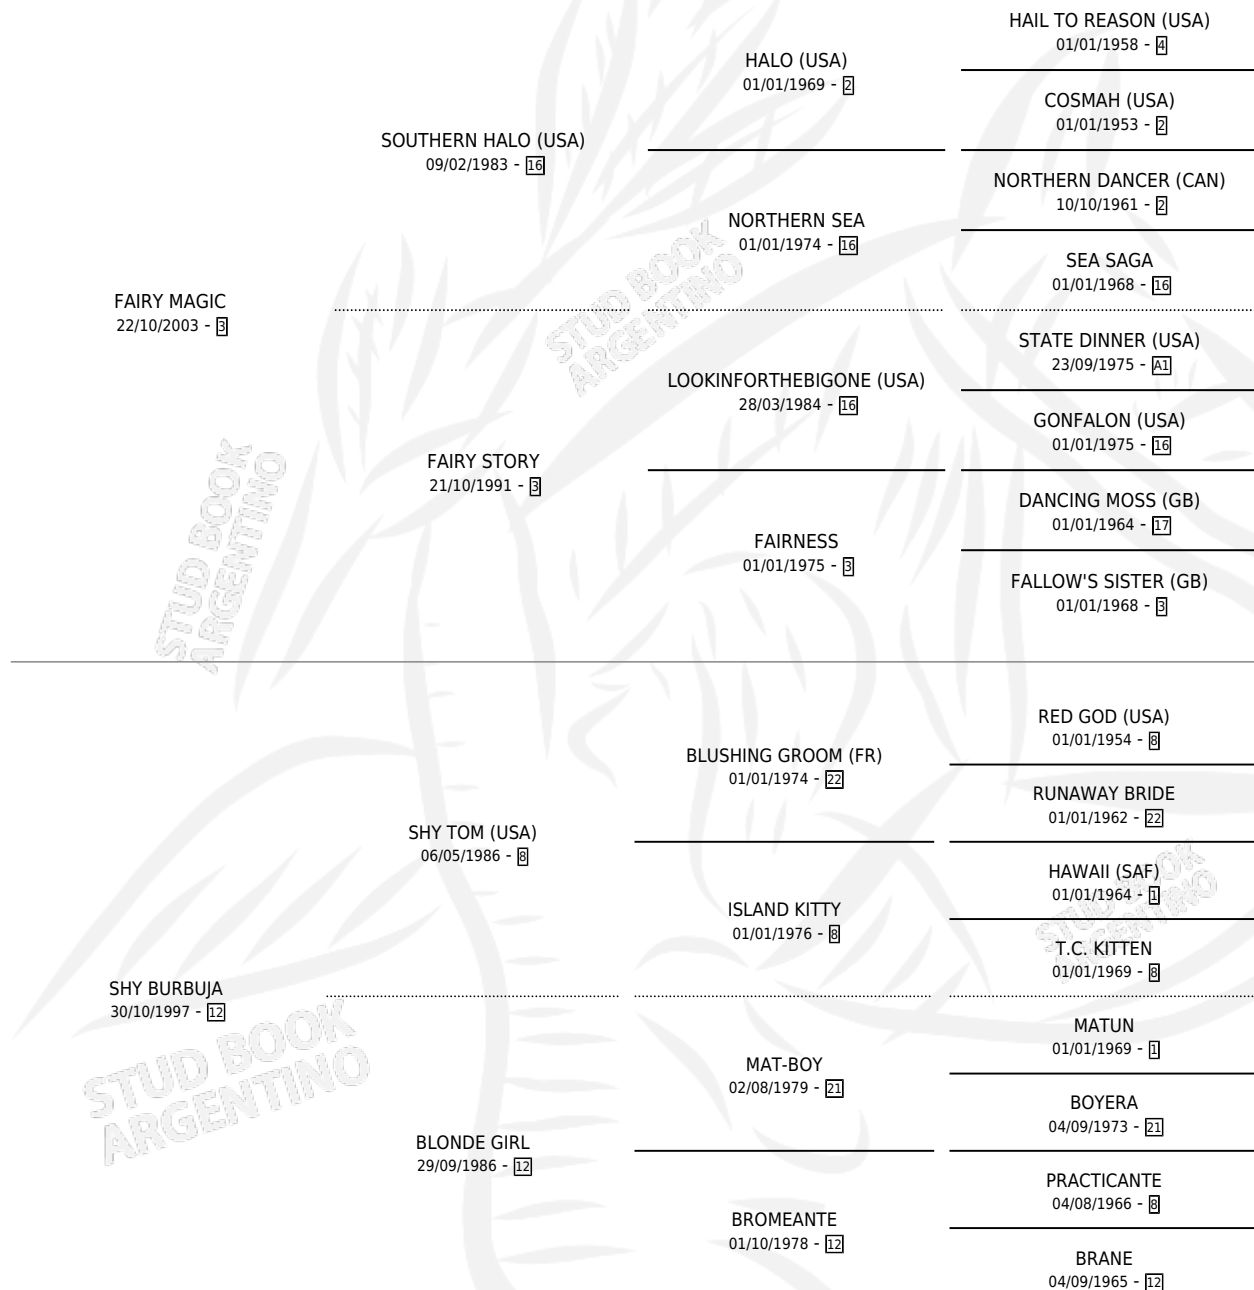 HAIL TO REASON (USA)
01/01/1958 - 4
HALO (USA)
01/01/1969 - 2
COSMAH (USA)
01/01/1953 - 2
SOUTHERN HALO (USA)
09/02/1983 - 16
NORTHERN DANCER (CAN)
10/10/1961 - 2
NORTHERN SEA
01/01/1974 - 16
SEA SAGA
01/01/1968 - 16
FAIRY MAGIC
22/10/2003 - 3
STATE DINNER (USA)
23/09/1975 - A1
LOOKINFORTHEBIGONE (USA)
28/03/1984 - 16
GONFALON (USA)
01/01/1975 - 16
FAIRY STORY
21/10/1991 - 3
DANCING MOSS (GB)
01/01/1964 - 17
FAIRNESS
01/01/1975 - 3
FALLOW'S SISTER (GB)
01/01/1968 - 3
RED GOD (USA)
01/01/1954 - 8
BLUSHING GROOM (FR)
01/01/1974 - 22
RUNAWAY BRIDE
01/01/1962 - 22
SHY TOM (USA)
06/05/1986 - 8
HAWAII (SAF)
01/01/1964 - 1
ISLAND KITTY
01/01/1976 - 8
T.C. KITTEN
01/01/1969 - 8
SHY BURBUJA
30/10/1997 - 12
MATUN
01/01/1969 - 1
MAT-BOY
02/08/1979 - 21
BOYERA
04/09/1973 - 21
BLONDE GIRL
29/09/1986 - 12
PRACTICANTE
04/08/1966 - 8
BROMEANTE
01/10/1978 - 12
BRANE
04/09/1965 - 12
STUD BOOK
ARGENTINO
STUD BOOK
ARGENTINO
STUD BOOK
ARGENTINO
STUD BOOK
ARGENTINO